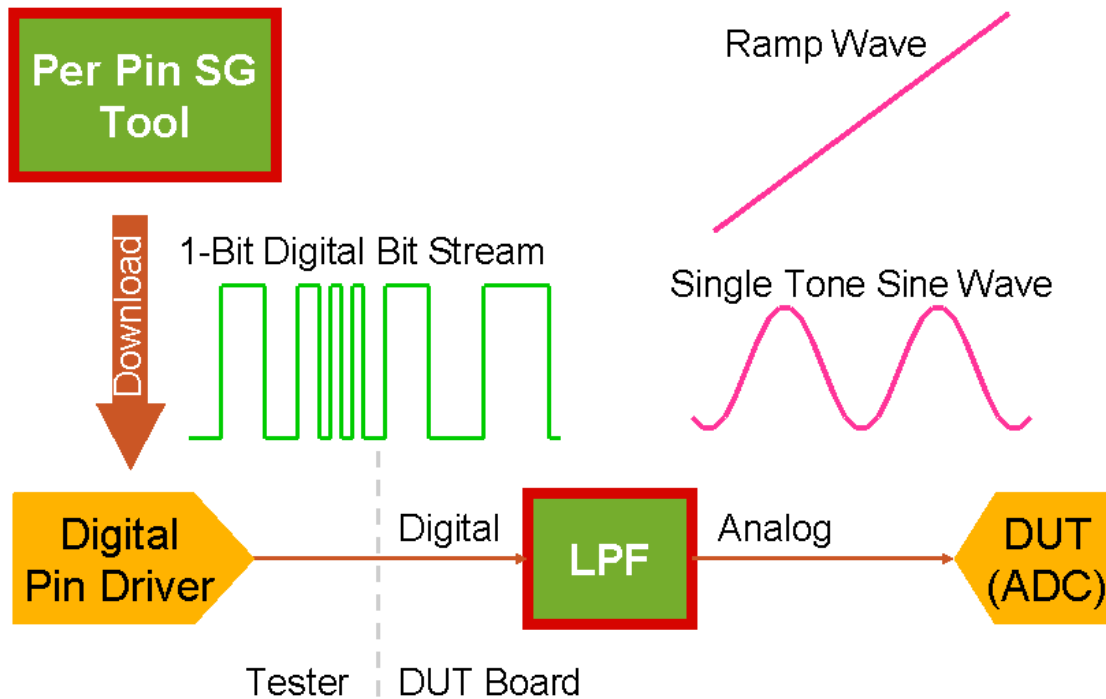 Per Pin SG
Tool
Ramp Wave
Download
1-Bit Digital Bit Stream
Single Tone Sine Wave
Digital
Pin Driver
Digital
LPF
Analog
DUT
(ADC)
Tester
DUT Board